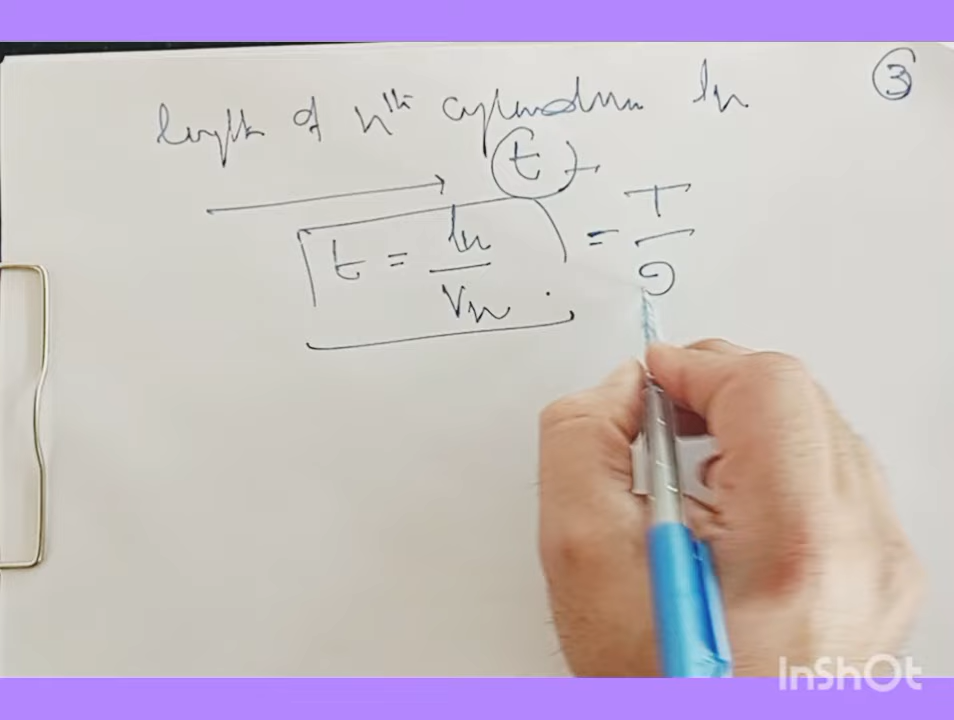 length of nth cylinder ln ③
t
t = ln / vn = T / 2
InShOt